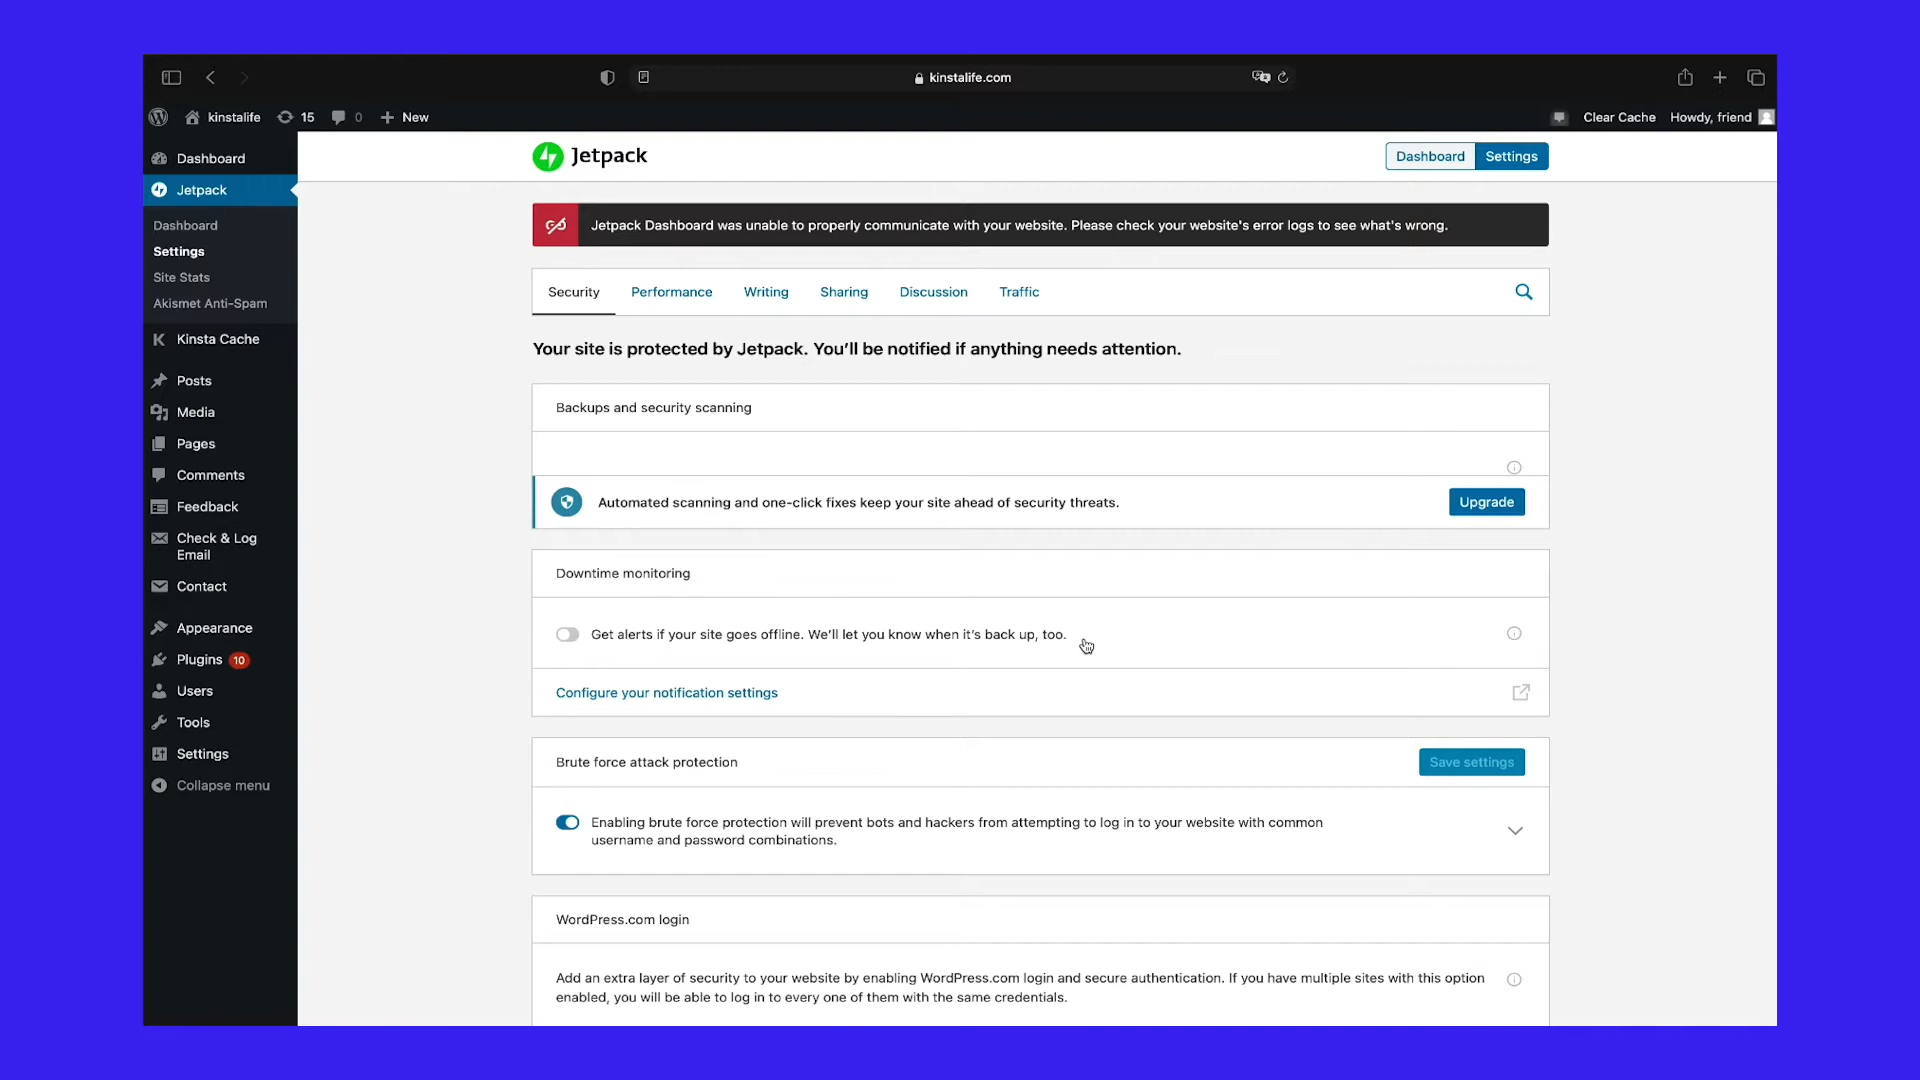 kinstalife.com
kinstalife 15 0 New Clear Cache Howdy, friend
Dashboard
Jetpack
Dashboard
Settings
Site Stats
Akismet Anti-Spam
Kinsta Cache
Posts
Media
Pages
Comments
Feedback
Check & Log
Email
Contact
Appearance
Plugins 10
Users
Tools
Settings
Collapse menu
Jetpack
Dashboard Settings
Jetpack Dashboard was unable to properly communicate with your website. Please check your website's error logs to see what's wrong.
Security Performance Writing Sharing Discussion Traffic
Your site is protected by Jetpack. You’ll be notified if anything needs attention.
Backups and security scanning
Automated scanning and one-click fixes keep your site ahead of security threats. Upgrade
Downtime monitoring
Get alerts if your site goes offline. We’ll let you know when it’s back up, too.
Configure your notification settings
Brute force attack protection Save settings
Enabling brute force protection will prevent bots and hackers from attempting to log in to your website with common
username and password combinations.
WordPress.com login
Add an extra layer of security to your website by enabling WordPress.com login and secure authentication. If you have multiple sites with this option
enabled, you will be able to log in to every one of them with the same credentials.